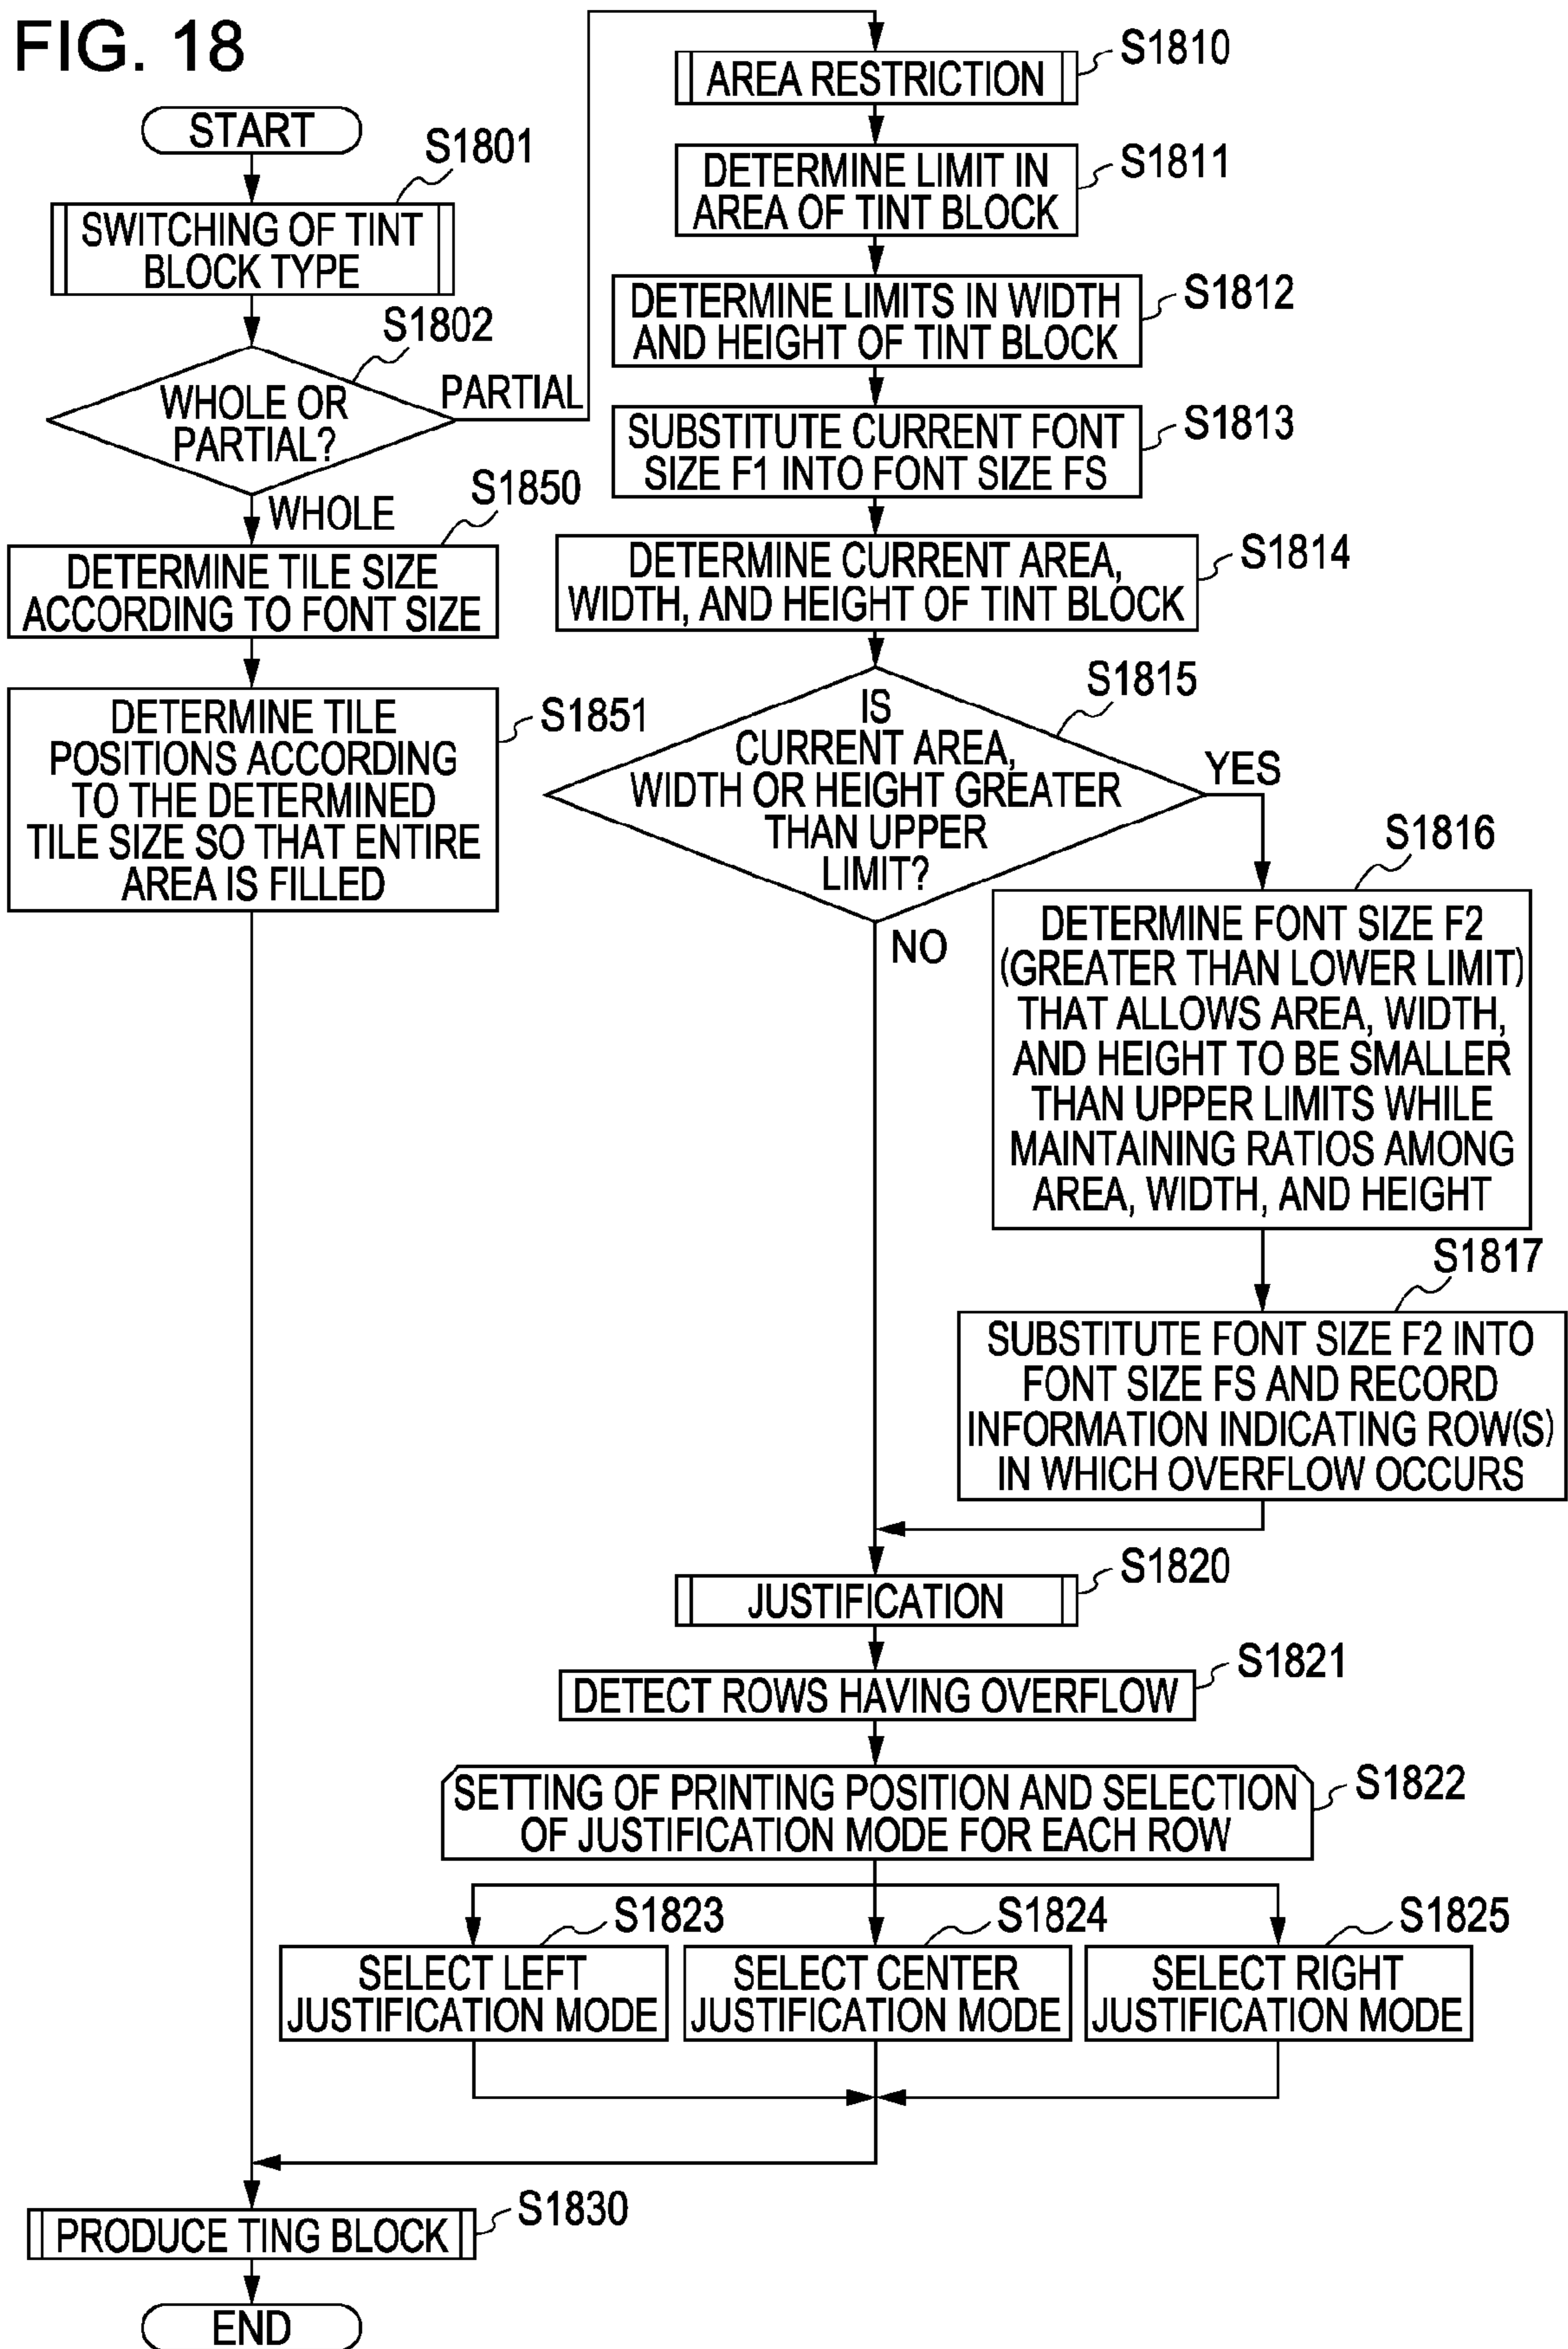 FIG. 18
START
S1801
SWITCHING OF TINT
BLOCK TYPE
S1802
WHOLE OR
PARTIAL?
PARTIAL
WHOLE
S1850
DETERMINE TILE SIZE
ACCORDING TO FONT SIZE
S1851
DETERMINE TILE
POSITIONS ACCORDING
TO THE DETERMINED
TILE SIZE SO THAT ENTIRE
AREA IS FILLED
S1810
AREA RESTRICTION
S1811
DETERMINE LIMIT IN
AREA OF TINT BLOCK
S1812
DETERMINE LIMITS IN WIDTH
AND HEIGHT OF TINT BLOCK
S1813
SUBSTITUTE CURRENT FONT
SIZE F1 INTO FONT SIZE FS
S1814
DETERMINE CURRENT AREA,
WIDTH, AND HEIGHT OF TINT BLOCK
S1815
IS
CURRENT AREA,
WIDTH OR HEIGHT GREATER
THAN UPPER
LIMIT?
YES
NO
S1816
DETERMINE FONT SIZE F2
(GREATER THAN LOWER LIMIT)
THAT ALLOWS AREA, WIDTH,
AND HEIGHT TO BE SMALLER
THAN UPPER LIMITS WHILE
MAINTAINING RATIOS AMONG
AREA, WIDTH, AND HEIGHT
S1817
SUBSTITUTE FONT SIZE F2 INTO
FONT SIZE FS AND RECORD
INFORMATION INDICATING ROW(S)
IN WHICH OVERFLOW OCCURS
S1820
JUSTIFICATION
S1821
DETECT ROWS HAVING OVERFLOW
S1822
SETTING OF PRINTING POSITION AND SELECTION
OF JUSTIFICATION MODE FOR EACH ROW
S1823
SELECT LEFT
JUSTIFICATION MODE
S1824
SELECT CENTER
JUSTIFICATION MODE
S1825
SELECT RIGHT
JUSTIFICATION MODE
S1830
PRODUCE TING BLOCK
END